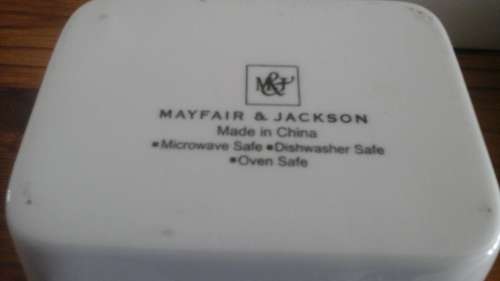 M&J
MAYFAIR & JACKSON
Made in China
▪Microwave Safe ▪Dishwasher Safe
▪Oven Safe